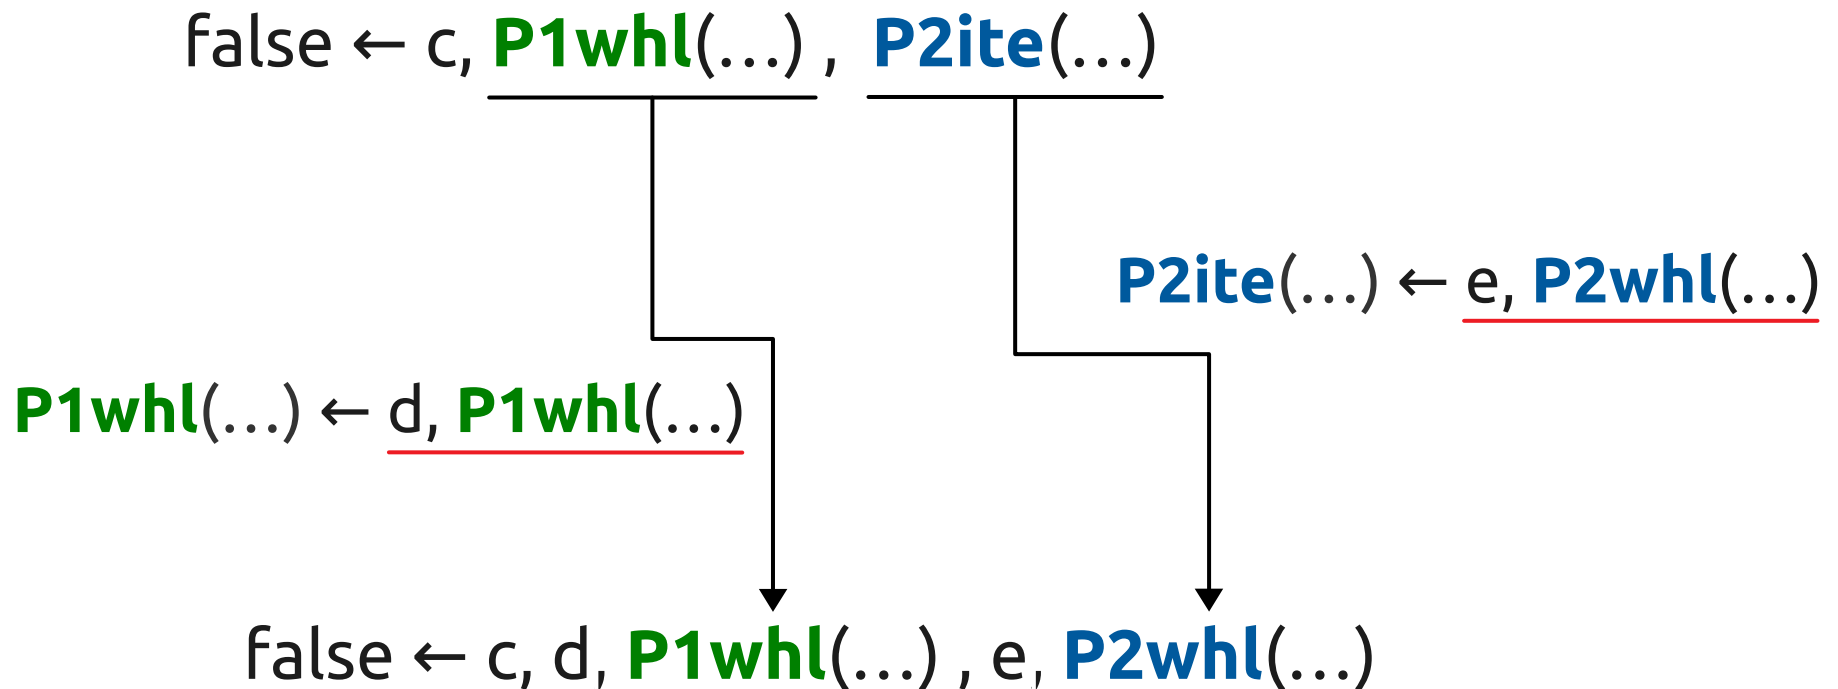 false ← c, P1whl(…) , P2ite(…)
P2ite(…) ← e, P2whl(…)
P1whl(…) ← d, P1whl(…)
false ← c, d, P1whl(…) , e, P2whl(…)